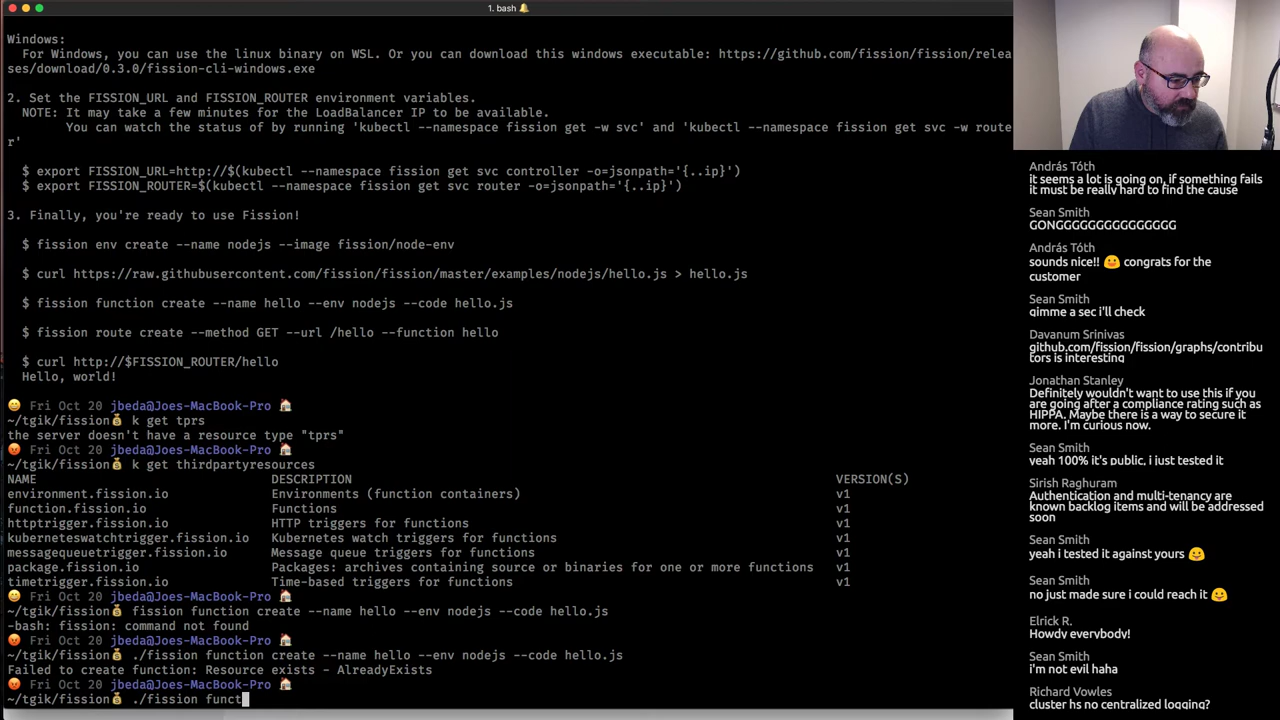 1. bash
Windows:
For Windows, you can use the linux binary on WSL. Or you can download this windows executable: https://github.com/fission/fission/relea
ses/download/0.3.0/fission-cli-windows.exe
2. Set the FISSION_URL and FISSION_ROUTER environment variables.
NOTE: It may take a few minutes for the LoadBalancer IP to be available.
You can watch the status of by running 'kubectl --namespace fission get -w svc' and 'kubectl --namespace fission get svc -w route
r'
$ export FISSION_URL=http://$(kubectl --namespace fission get svc controller -o=jsonpath='{..ip}')
$ export FISSION_ROUTER=$(kubectl --namespace fission get svc router -o=jsonpath='{..ip}')
3. Finally, you're ready to use Fission!
$ fission env create --name nodejs --image fission/node-env
$ curl https://raw.githubusercontent.com/fission/fission/master/examples/nodejs/hello.js > hello.js
$ fission function create --name hello --env nodejs --code hello.js
$ fission route create --method GET --url /hello --function hello
$ curl http://$FISSION_ROUTER/hello
Hello, world!
Fri Oct 20 jbeda@Joes-MacBook-Pro
~/tgik/fission k get tprs
the server doesn't have a resource type "tprs"
Fri Oct 20 jbeda@Joes-MacBook-Pro
~/tgik/fission k get thirdpartyresources
NAME DESCRIPTION VERSION(S)
environment.fission.io Environments (function containers) v1
function.fission.io Functions v1
httptrigger.fission.io HTTP triggers for functions v1
kuberneteswatchtrigger.fission.io Kubernetes watch triggers for functions v1
messagequeuetrigger.fission.io Message queue triggers for functions v1
package.fission.io Packages: archives containing source or binaries for one or more functions v1
timetrigger.fission.io Time-based triggers for functions v1
Fri Oct 20 jbeda@Joes-MacBook-Pro
~/tgik/fission fission function create --name hello --env nodejs --code hello.js
-bash: fission: command not found
Fri Oct 20 jbeda@Joes-MacBook-Pro
~/tgik/fission ./fission function create --name hello --env nodejs --code hello.js
Failed to create function: Resource exists - AlreadyExists
Fri Oct 20 jbeda@Joes-MacBook-Pro
~/tgik/fission ./fission funct
András Tóth
it seems a lot is going on, if something fails
it must be really hard to find the cause
Sean Smith
GONGGGGGGGGGGGGGG
András Tóth
sounds nice!! congrats for the
customer
Sean Smith
gimme a sec i'll check
Davanum Srinivas
github.com/fission/fission/graphs/contribu
tors is interesting
Jonathan Stanley
Definitely wouldn't want to use this if you
are going after a compliance rating such as
HIPPA. Maybe there is a way to secure it
more. I'm curious now.
Sean Smith
yeah 100% it's public, i just tested it
Sirish Raghuram
Authentication and multi-tenancy are
known backlog items and will be addressed
soon
Sean Smith
yeah i tested it against yours
Sean Smith
no just made sure i could reach it
Elrick R.
Howdy everybody!
Sean Smith
i'm not evil haha
Richard Vowles
cluster hs no centralized logging?